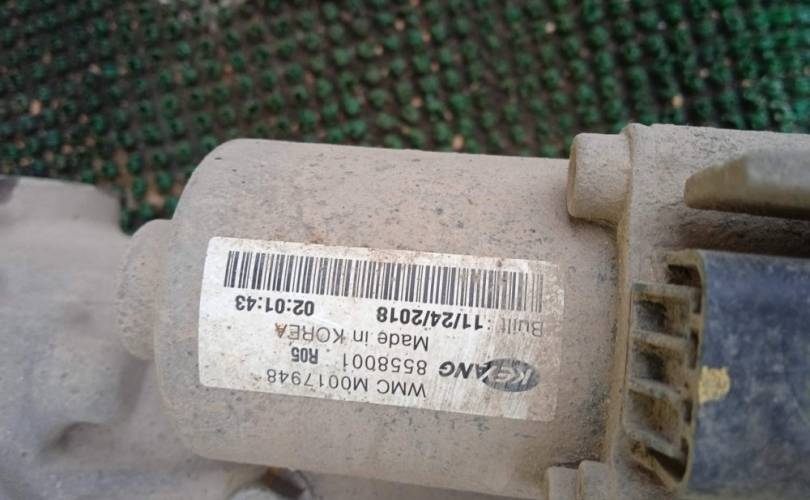 WMC M0017948
KEYANG 8558001 R05
Made in KOREA
Built : 11/24/2018 02:01:43